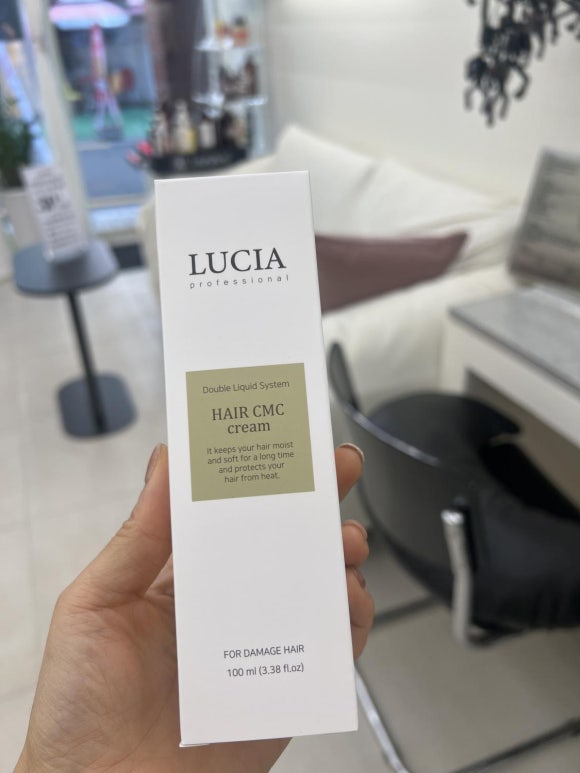 LUCIA
professional
Double Liquid System
HAIR CMC
cream
It keeps your hair moist
and soft for a long time
and protects your
hair from heat.
FOR DAMAGE HAIR
100 ml (3.38 fl.oz)